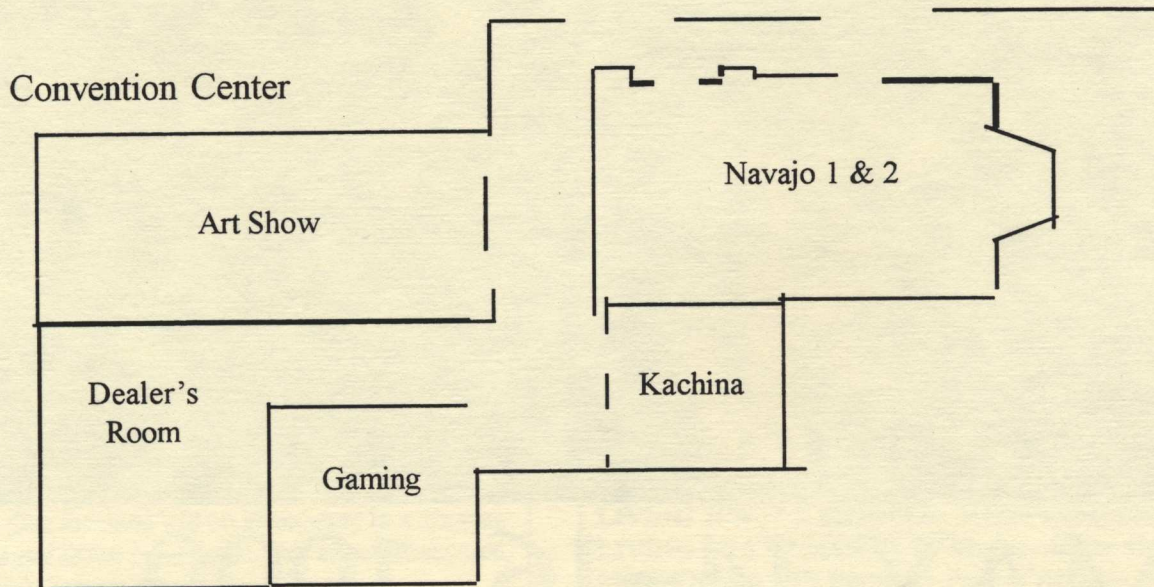 Convention Center
Art Show
Navajo 1 & 2
Dealer's
Room
Kachina
Gaming